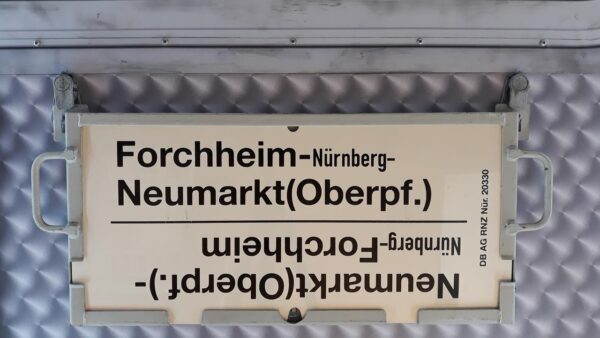 Forchheim-Nürnberg-
Neumarkt(Oberpf.)
Neumarkt(Oberpf.)-
Nürnberg-Forchheim
DB AG RNZ Nür. 20330